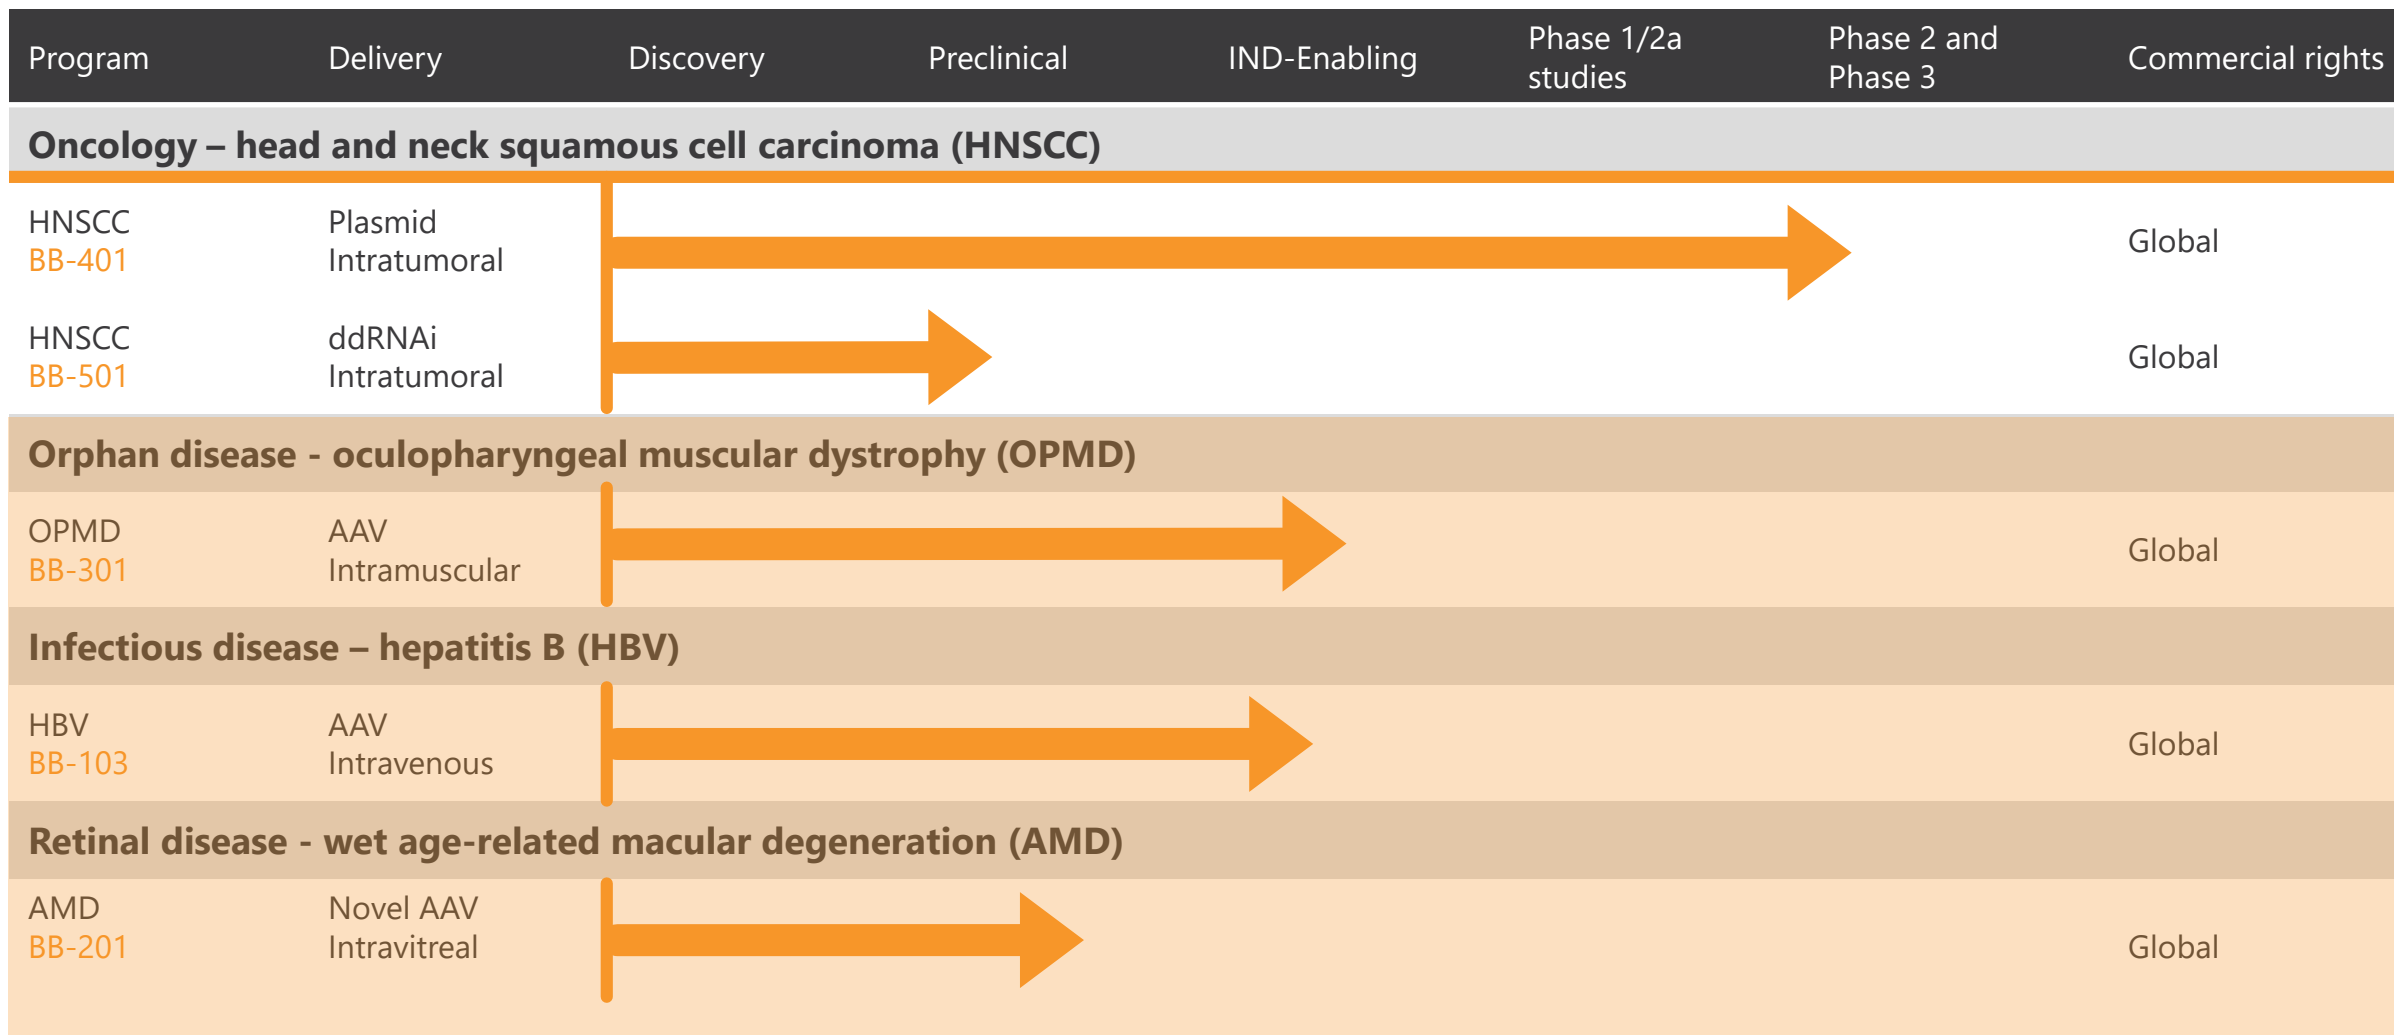 Program
Delivery
Discovery
Preclinical
IND-Enabling
Phase 1/2a
studies
Phase 2 and
Phase 3
Commercial rights
Oncology – head and neck squamous cell carcinoma (HNSCC)
HNSCC
BB-401
Plasmid
Intratumoral
Global
HNSCC
BB-501
ddRNAi
Intratumoral
Global
Orphan disease - oculopharyngeal muscular dystrophy (OPMD)
OPMD
BB-301
AAV
Intramuscular
Global
Infectious disease – hepatitis B (HBV)
HBV
BB-103
AAV
Intravenous
Global
Retinal disease - wet age-related macular degeneration (AMD)
AMD
BB-201
Novel AAV
Intravitreal
Global